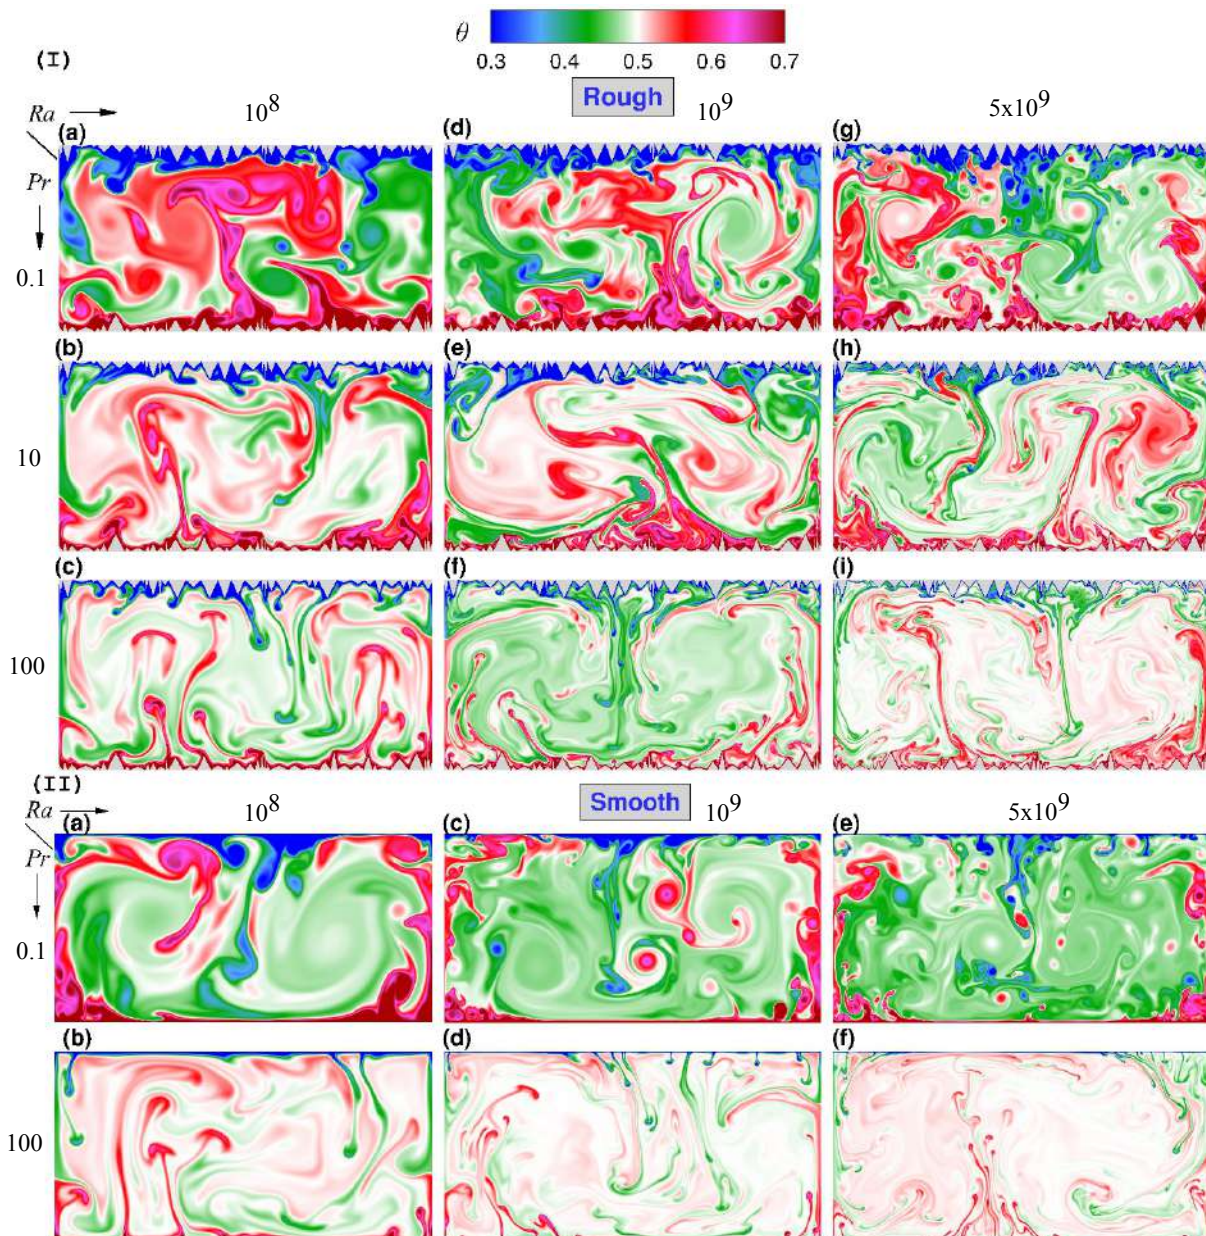 θ
0.3 0.4 0.5 0.6 0.7
(I)
Rough
Ra 10^8 10^9 5x10^9
(a) (d) (g)
Pr
0.1
(b) (e) (h)
10
(c) (f) (i)
100
(II)
Smooth
Ra 10^8 10^9 5x10^9
(a) (c) (e)
Pr
0.1
(b) (d) (f)
100